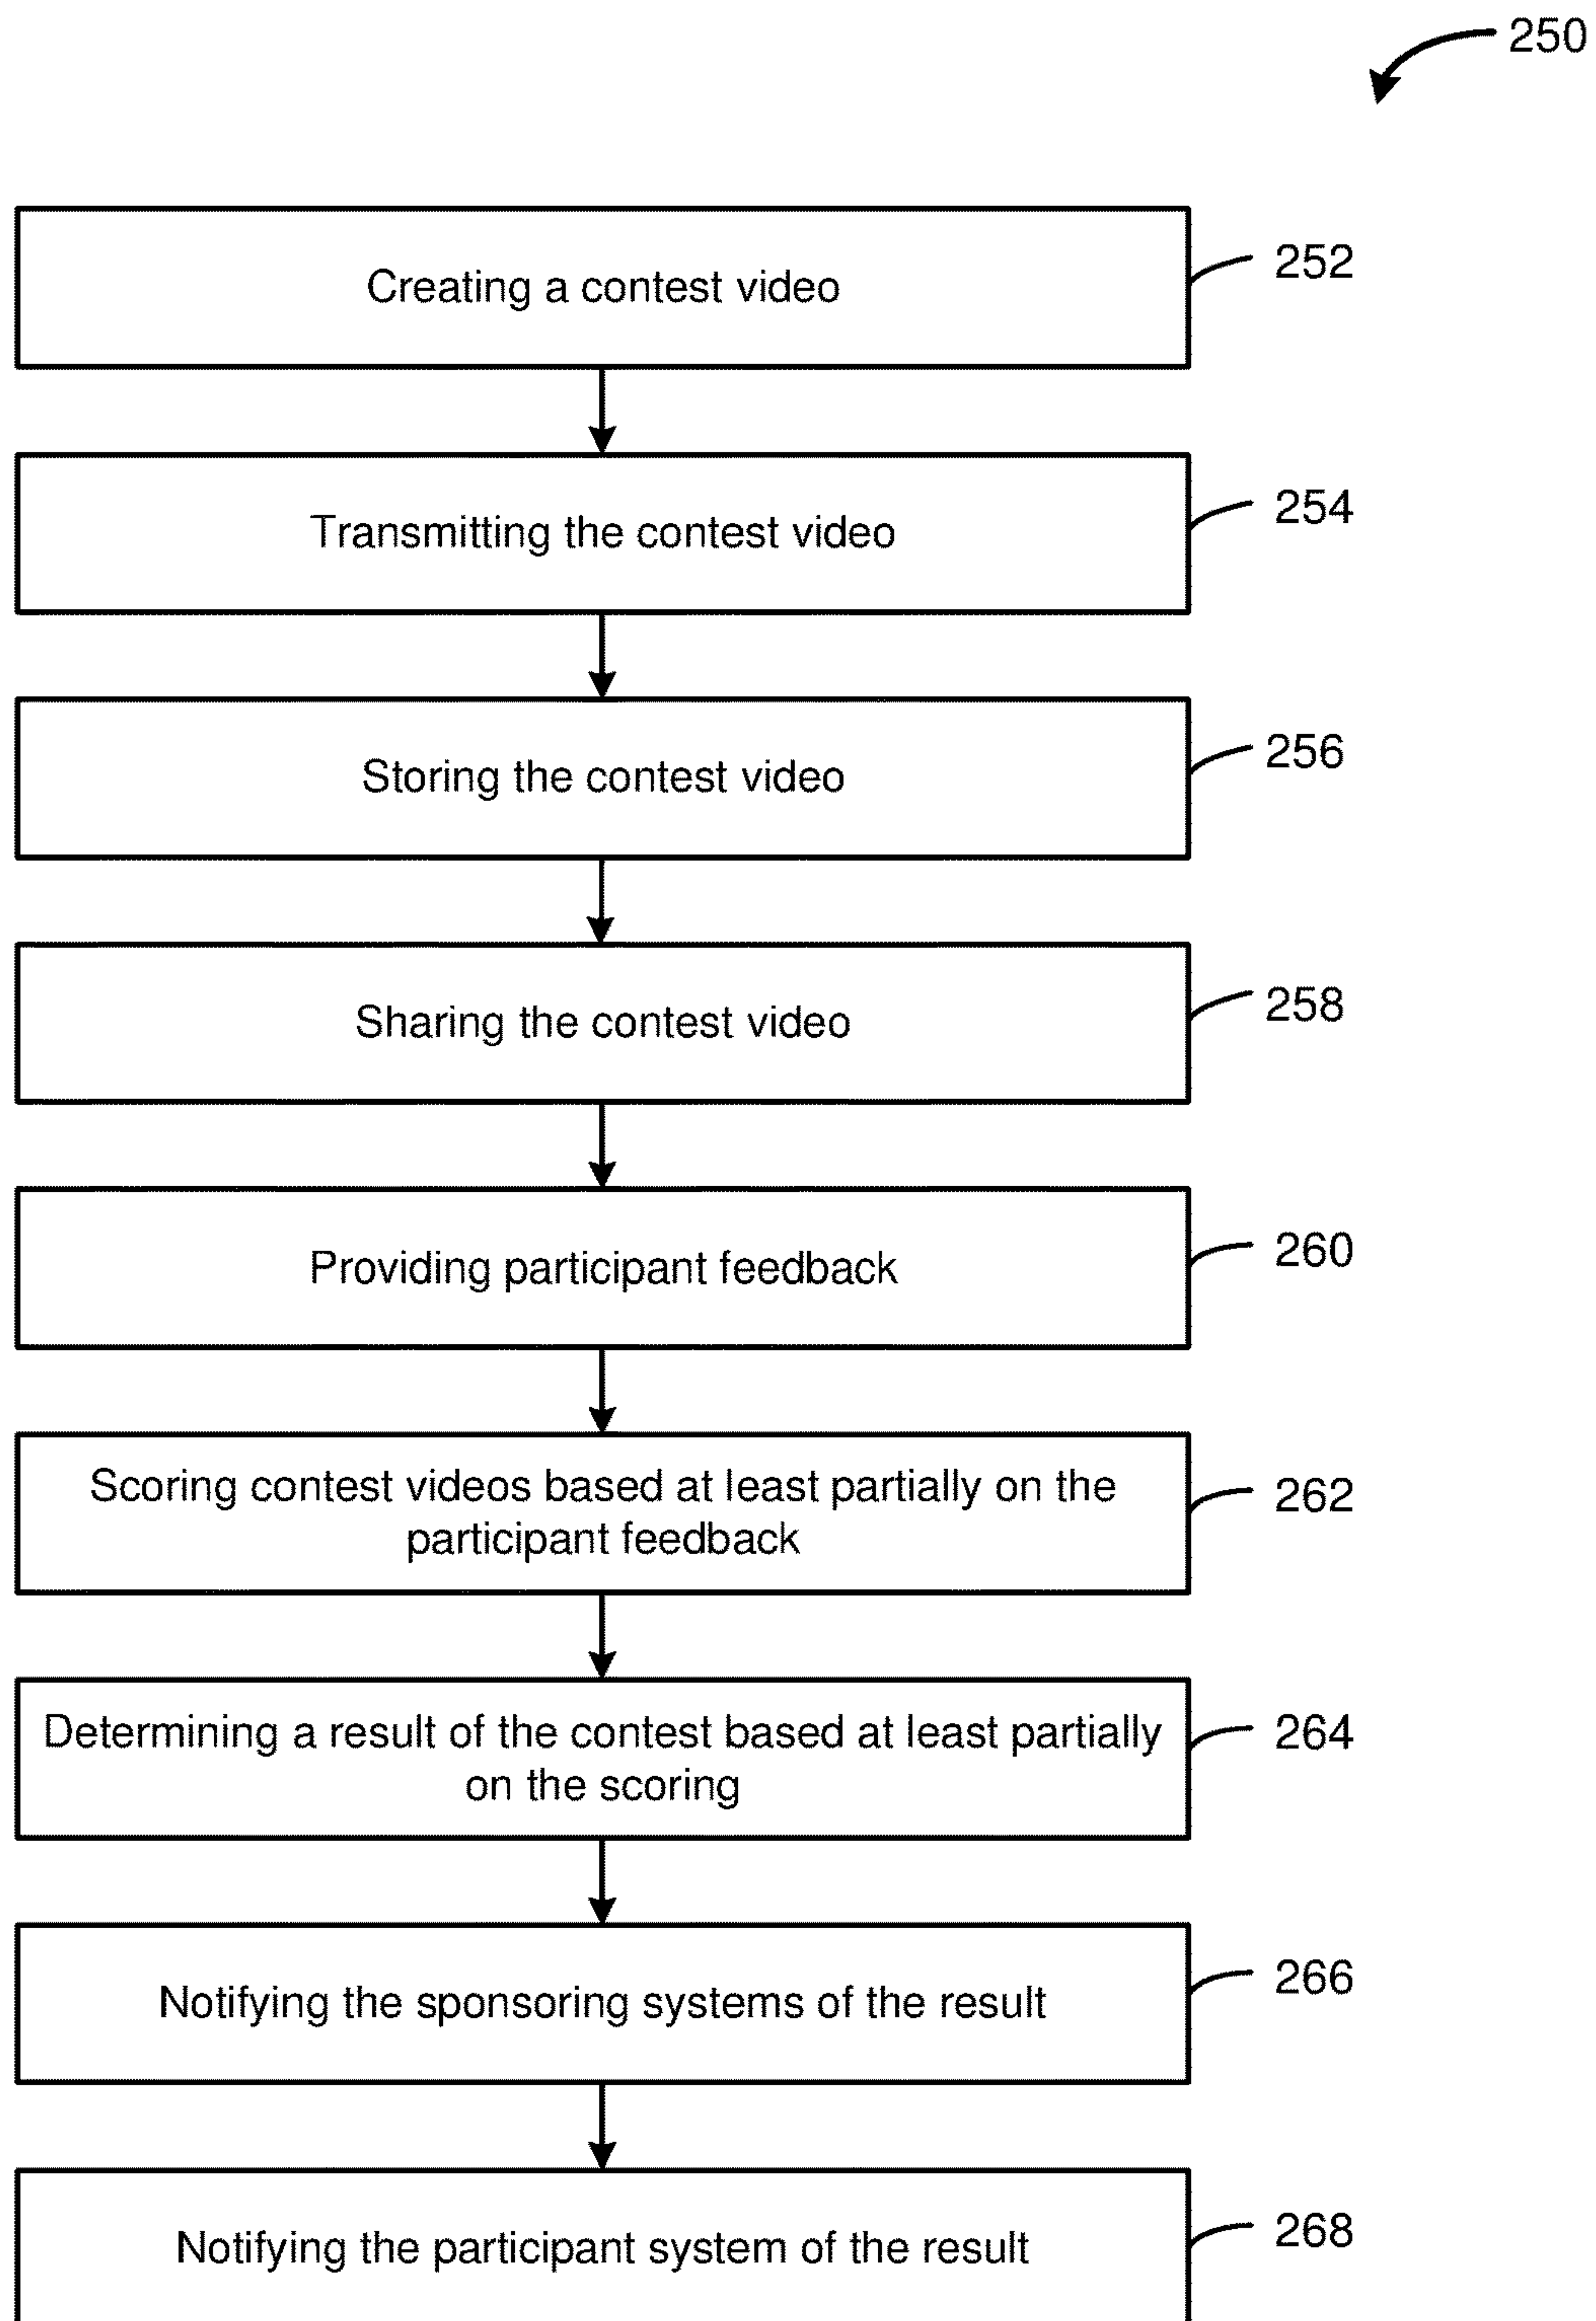 250
Creating a contest video
252
Transmitting the contest video
254
Storing the contest video
256
Sharing the contest video
258
Providing participant feedback
260
Scoring contest videos based at least partially on the
participant feedback
262
Determining a result of the contest based at least partially
on the scoring
264
Notifying the sponsoring systems of the result
266
Notifying the participant system of the result
268